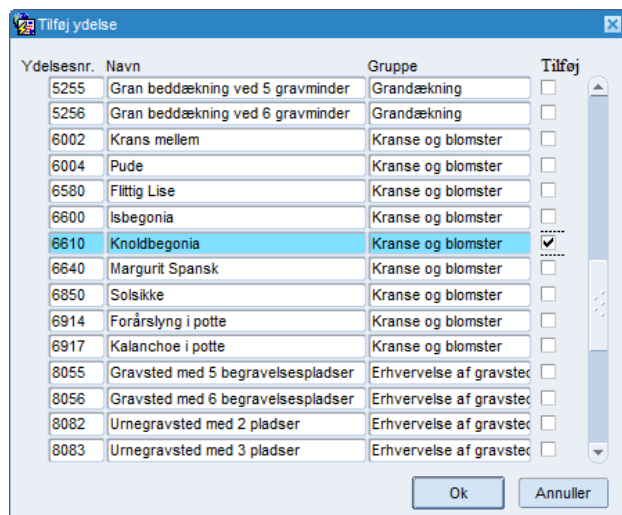 Tilføj ydelse
Ydelsesnr. Navn Gruppe Tilføj
5255 Gran beddækning ved 5 gravminder Grandækning
5256 Gran beddækning ved 6 gravminder Grandækning
6002 Krans mellem Kranse og blomster
6004 Pude Kranse og blomster
6580 Flittig Lise Kranse og blomster
6600 Isbegonia Kranse og blomster
6610 Knoldbegonia Kranse og blomster
6640 Margurit Spansk Kranse og blomster
6850 Solsikke Kranse og blomster
6914 Forårslyng i potte Kranse og blomster
6917 Kalanchoe i potte Kranse og blomster
8055 Gravsted med 5 begravelsespladser Erhvervelse af gravsted
8056 Gravsted med 6 begravelsespladser Erhvervelse af gravsted
8082 Urnegravsted med 2 pladser Erhvervelse af gravsted
8083 Urnegravsted med 3 pladser Erhvervelse af gravsted
Ok Annuller